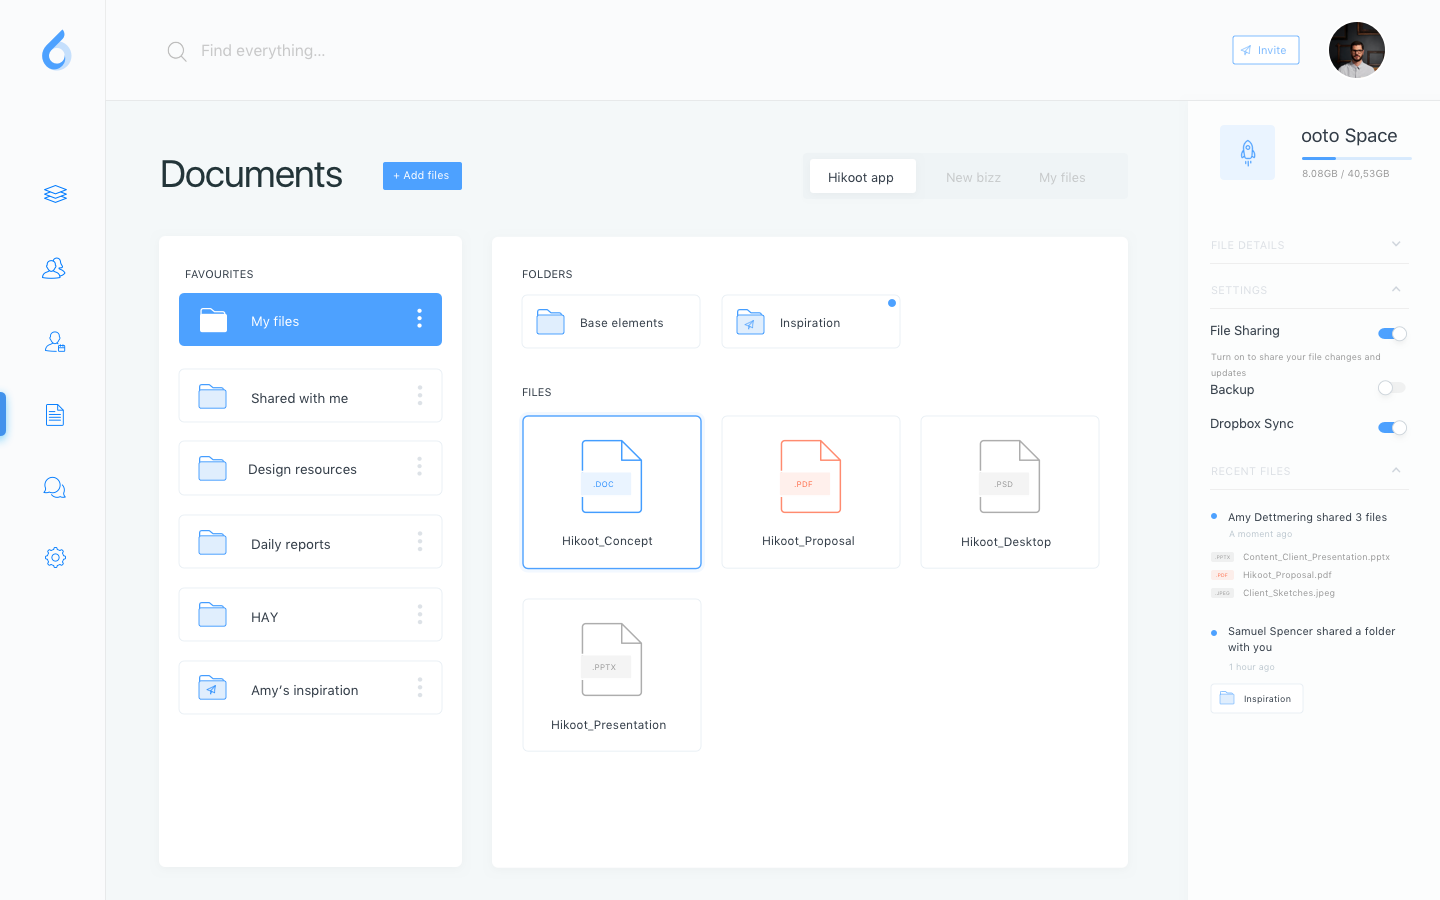 Find everything...
Invite
Documents
+ Add files
Hikoot app
New bizz
My files
FAVOURITES
My files
Shared with me
Design resources
Daily reports
HAY
Amy's inspiration
FOLDERS
Base elements
Inspiration
FILES
.DOC
Hikoot_Concept
.PDF
Hikoot_Proposal
.PSD
Hikoot_Desktop
.PPTX
Hikoot_Presentation
ooto Space
8.08GB / 40,53GB
FILE DETAILS
SETTINGS
File Sharing
Turn on to share your file changes and
updates
Backup
Dropbox Sync
RECENT FILES
Amy Dettmering shared 3 files
A moment ago
.PPTX Content_Client_Presentation.pptx
.PDF Hikoot_Proposal.pdf
.JPEG Client_Sketches.jpeg
Samuel Spencer shared a folder
with you
1 hour ago
Inspiration